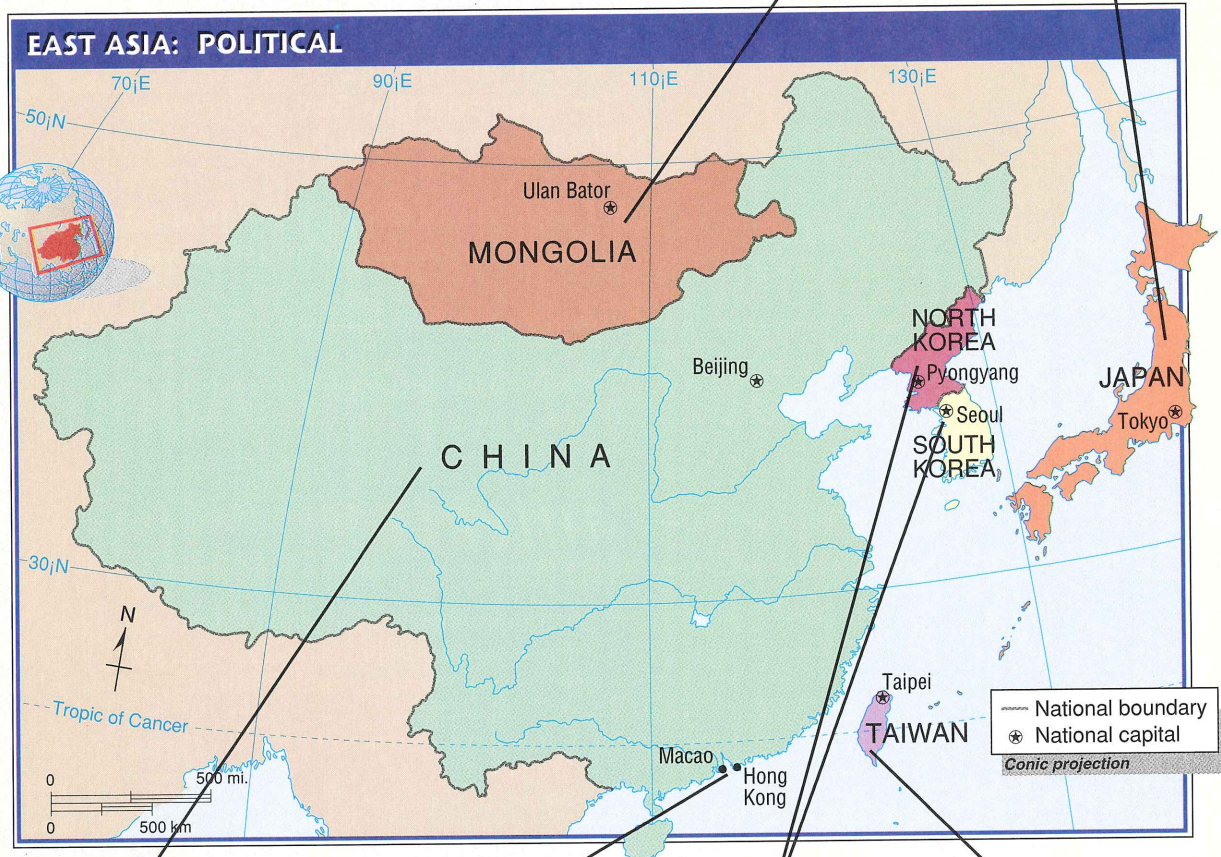 EAST ASIA: POLITICAL
70¡E
90¡E
110¡E
130¡E
50¡N
Ulan Bator
MONGOLIA
NORTH
KOREA
Beijing
Pyongyang
JAPAN
Seoul
Tokyo
CHINA
SOUTH
KOREA
30¡N
N
Taipei
Tropic of Cancer
TAIWAN
National boundary
National capital
Conic projection
Macao
Hong
Kong
0
500 mi.
0
500 km